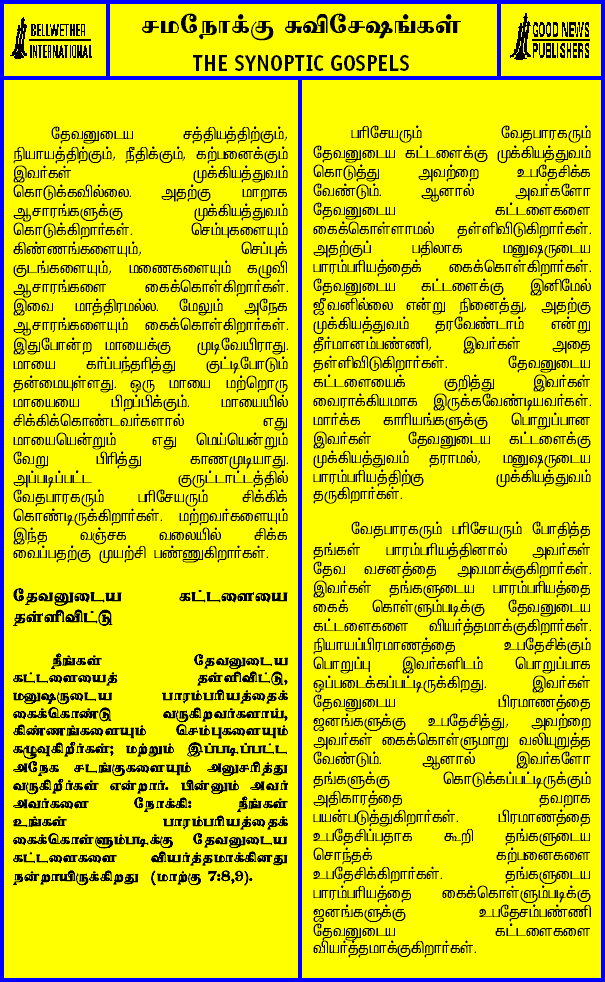 BELLWETHER
INTERNATIONAL
சமநோக்கு சுவிசேஷங்கள்
THE SYNOPTIC GOSPELS
GOOD NEWS
PUBLISHERS
தேவனுடைய சத்தியத்திற்கும்,
நியாயத்திற்கும், நீதிக்கும், கற்பனைக்கும்
இவர்கள் முக்கியத்துவம்
கொடுக்கவில்லை. அதற்கு மாறாக
ஆசாரங்களுக்கு முக்கியத்துவம்
கொடுக்கிறார்கள். செம்புகளையும்
கிண்ணங்களையும், செப்புக்
குடங்களையும், மணைகளையும் கழுவி
ஆசாரங்களை கைக்கொள்கிறார்கள்.
இவை மாத்திரமல்ல. மேலும் அநேக
ஆசாரங்களையும் கைக்கொள்கிறார்கள்.
இதுபோன்ற மாயைக்கு முடிவேயிராது.
மாயை கர்ப்பந்தரித்து குட்டிபோடும்
தன்மையுள்ளது. ஒரு மாயை மற்றொரு
மாயையை பிறப்பிக்கும். மாயையில்
சிக்கிக்கொண்டவர்களால் எது
மாயையென்றும் எது மெய்யென்றும்
வேறு பிரித்து காணமுடியாது.
அப்படிப்பட்ட குருட்டாட்டத்தில்
வேதபாரகரும் பரிசேயரும் சிக்கிக்
கொண்டிருக்கிறார்கள். மற்றவர்களையும்
இந்த வஞ்சக வலையில் சிக்க
வைப்பதற்கு முயற்சி பண்ணுகிறார்கள்.
தேவனுடைய கட்டளையை
தள்ளிவிட்டு
நீங்கள் தேவனுடைய
கட்டளையைத் தள்ளிவிட்டு,
மனுஷருடைய பாரம்பரியத்தைக்
கைக்கொண்டு வருகிறவர்களாய்,
கிண்ணங்களையும் செம்புகளையும்
கழுவுகிறீர்கள்; மற்றும் இப்படிப்பட்ட
அநேக சடங்குகளையும் அனுசரித்து
வருகிறீர்கள் என்றார். பின்னும் அவர்
அவர்களை நோக்கி: நீங்கள்
உங்கள் பாரம்பரியத்தைக்
கைக்கொள்ளும்படிக்கு தேவனுடைய
கட்டளைகளை வியர்த்தமாக்கினது
நன்றாயிருக்கிறது (மாற்கு 7:8,9).
பரிசேயரும் வேதபாரகரும்
தேவனுடைய கட்டளைக்கு முக்கியத்துவம்
கொடுத்து அவற்றை உபதேசிக்க
வேண்டும். ஆனால் அவர்களோ
தேவனுடைய கட்டளைகளை
கைக்கொள்ளாமல் தள்ளிவிடுகிறார்கள்.
அதற்குப் பதிலாக மனுஷருடைய
பாரம்பரியத்தைக் கைக்கொள்கிறார்கள்.
தேவனுடைய கட்டளைக்கு இனிமேல்
ஜீவனில்லை என்று நினைத்து, அதற்கு
முக்கியத்துவம் தரவேண்டாம் என்று
தீர்மானம்பண்ணி, இவர்கள் அதை
தள்ளிவிடுகிறார்கள். தேவனுடைய
கட்டளையைக் குறித்து இவர்கள்
வைராக்கியமாக இருக்கவேண்டியவர்கள்.
மார்க்க காரியங்களுக்கு பொறுப்பான
இவர்கள் தேவனுடைய கட்டளைக்கு
முக்கியத்துவம் தராமல், மனுஷருடைய
பாரம்பரியத்திற்கு முக்கியத்துவம்
தருகிறார்கள்.
வேதபாரகரும் பரிசேயரும் போதித்த
தங்கள் பாரம்பரியத்தினால் அவர்கள்
தேவ வசனத்தை அவமாக்குகிறார்கள்.
இவர்கள் தங்களுடைய பாரம்பரியத்தை
கைக் கொள்ளும்படிக்கு தேவனுடைய
கட்டளைகளை வியர்த்தமாக்குகிறார்கள்.
நியாயப்பிரமாணத்தை உபதேசிக்கும்
பொறுப்பு இவர்களிடம் பொறுப்பாக
ஒப்படைக்கப்பட்டிருக்கிறது. இவர்கள்
தேவனுடைய பிரமாணத்தை
ஜனங்களுக்கு உபதேசித்து, அவற்றை
அவர்கள் கைக்கொள்ளுமாறு வலியுறுத்த
வேண்டும். ஆனால் இவர்களோ
தங்களுக்கு கொடுக்கப்பட்டிருக்கும்
அதிகாரத்தை தவறாக
பயன்படுத்துகிறார்கள். பிரமாணத்தை
உபதேசிப்பதாக கூறி தங்களுடைய
சொந்தக் கற்பனைகளை
உபதேசிக்கிறார்கள். தங்களுடைய
பாரம்பரியத்தை கைக்கொள்ளும்படிக்கு
ஜனங்களுக்கு உபதேசம்பண்ணி
தேவனுடைய கட்டளைகளை
வியர்த்தமாக்குகிறார்கள்.